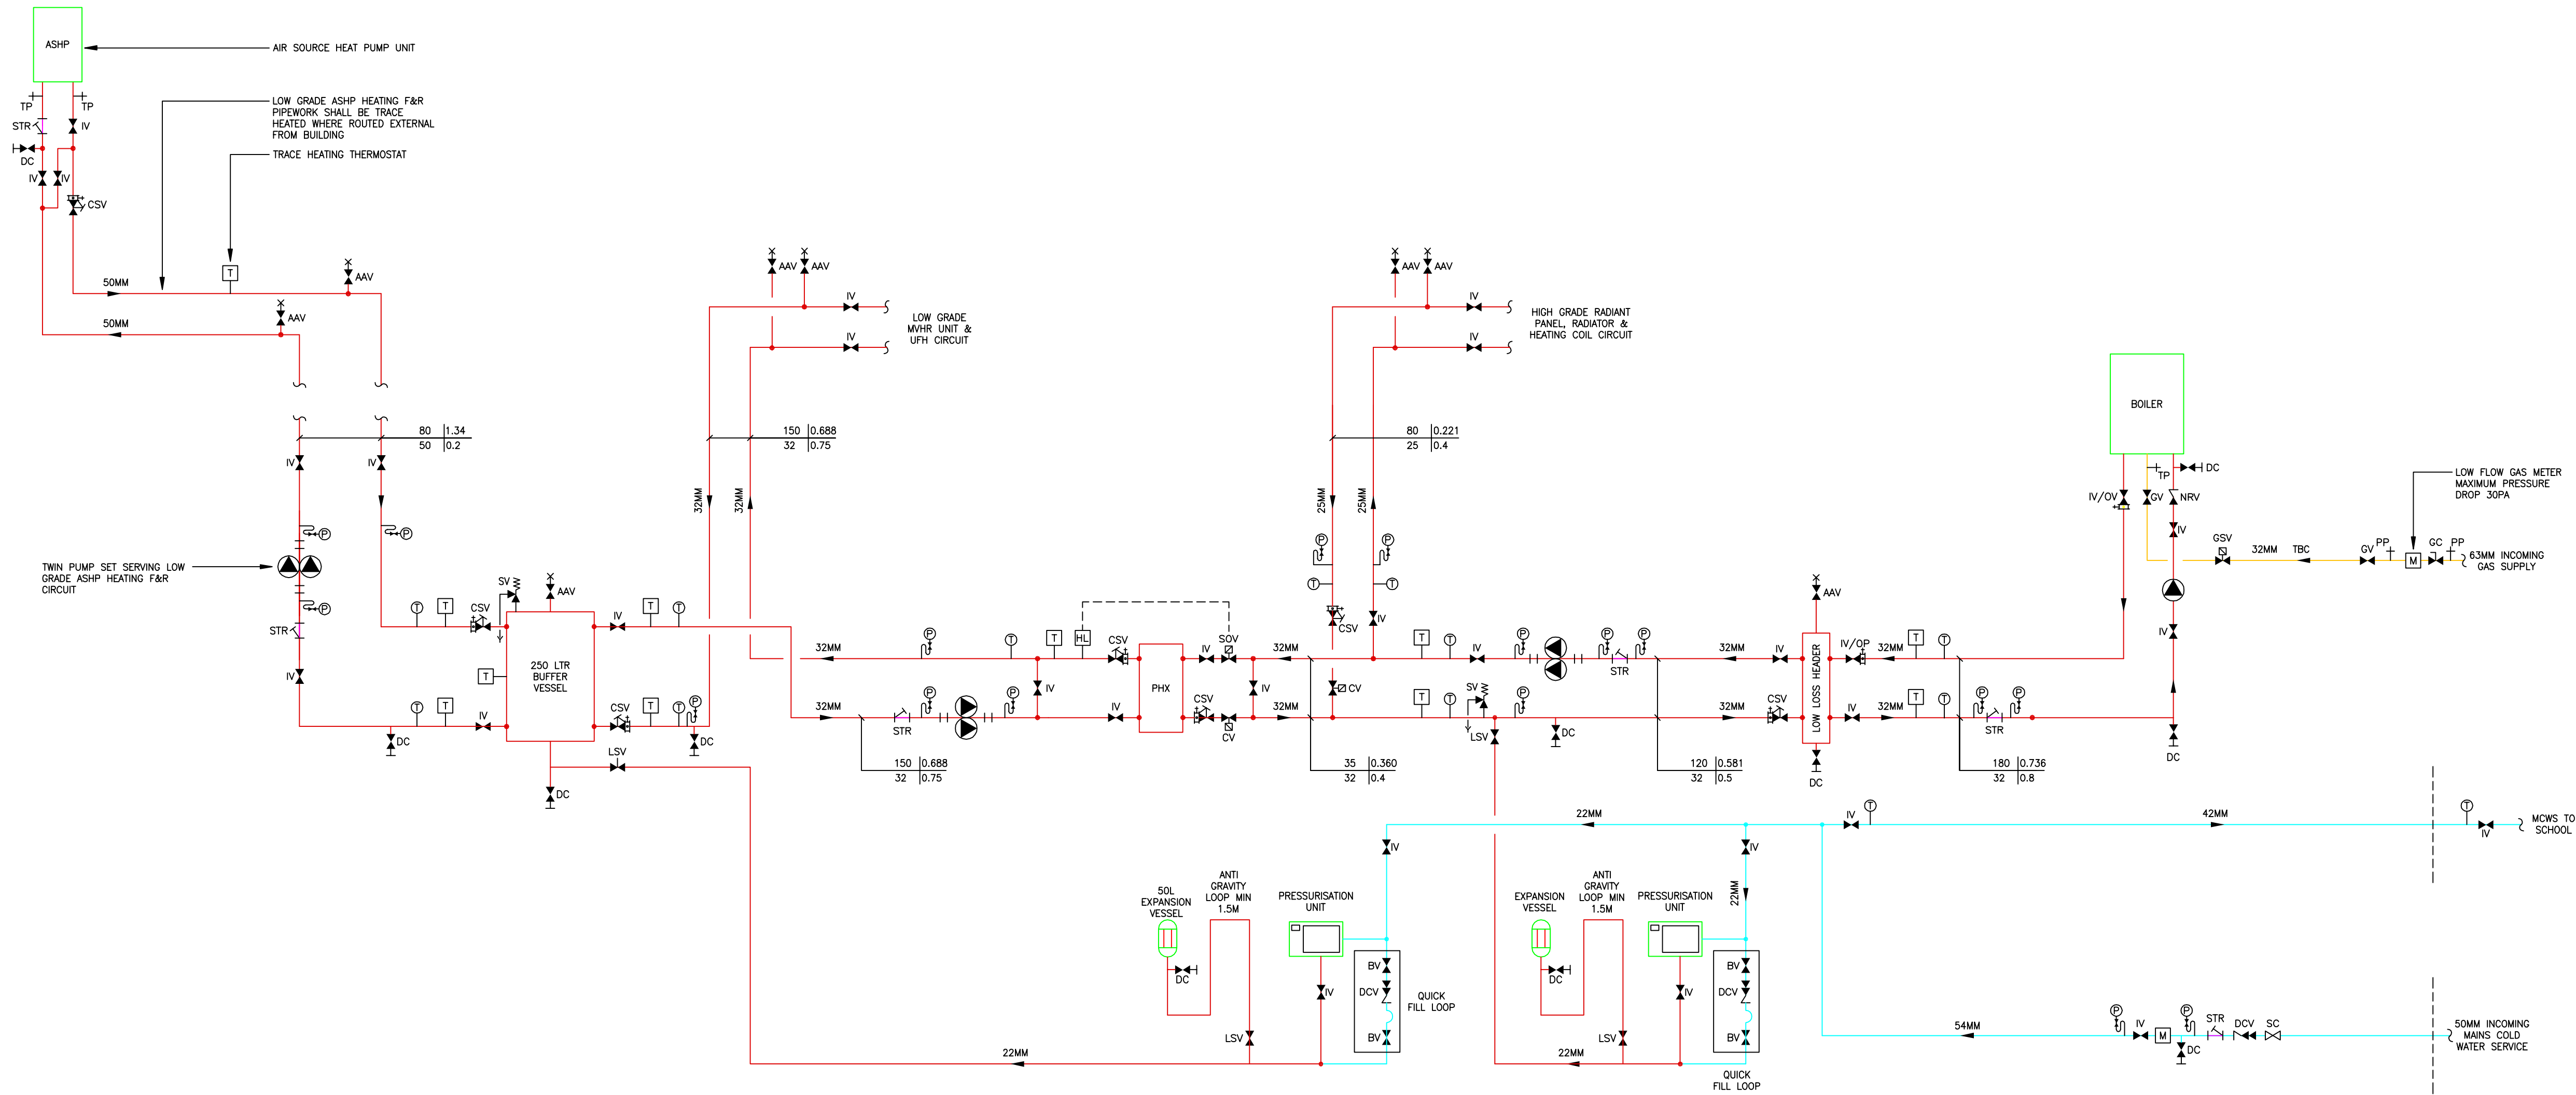 ASHP
AIR SOURCE HEAT PUMP UNIT
TP
TP
STR
IV
DC
IV
IV
CSV
LOW GRADE ASHP HEATING F&R
PIPEWORK SHALL BE TRACE
HEATED WHERE ROUTED EXTERNAL
FROM BUILDING
TRACE HEATING THERMOSTAT
T
50MM
AAV
50MM
AAV
80 1.34
50 0.2
IV
IV
P
P
P
TWIN PUMP SET SERVING LOW
GRADE ASHP HEATING F&R
CIRCUIT
STR
IV
T
T
CSV
SV
AAV
IV
T
T
250 LTR
BUFFER
VESSEL
T
T
T
IV
DC
CSV
T
T
P
DC
LSV
DC
AAV
AAV
IV
IV
LOW GRADE
MVHR UNIT &
UFH CIRCUIT
150 0.688
32 0.75
32MM
32MM
32MM
P
T
T
HL
CSV
PHX
IV
SOV
32MM
32MM
STR
P
P
IV
IV
CSV
CV
IV
32MM
150 0.688
32 0.75
AAV
AAV
IV
IV
HIGH GRADE RADIANT
PANEL, RADIATOR &
HEATING COIL CIRCUIT
80 0.221
25 0.4
25MM
25MM
P
P
T
T
CSV
IV
CV
T
T
IV
P
P
STR
P
32MM
IV
T
T
SV
P
LSV
DC
32MM
CSV
35 0.360
32 0.4
120 0.581
32 0.5
AAV
LOW LOSS HEADER
DC
IV/OP
32MM
T
T
IV
32MM
T
T
P
P
STR
180 0.736
32 0.8
BOILER
TP
DC
IV/OV
GV
NRV
IV
IV
DC
LOW FLOW GAS METER
MAXIMUM PRESSURE
DROP 30PA
GSV
32MM
TBC
GV
PP
M
GC
PP
63MM INCOMING
GAS SUPPLY
22MM
IV
T
42MM
T
IV
MCWS TO
SCHOOL
IV
IV
22MM
50L
EXPANSION
VESSEL
ANTI
GRAVITY
LOOP MIN
1.5M
PRESSURISATION
UNIT
DC
LSV
IV
BV
DCV
BV
QUICK
FILL LOOP
22MM
EXPANSION
VESSEL
ANTI
GRAVITY
LOOP MIN
1.5M
PRESSURISATION
UNIT
DC
LSV
IV
BV
DCV
BV
QUICK
FILL LOOP
22MM
54MM
P
IV
M
P
DC
STR
DCV
SC
50MM INCOMING
MAINS COLD
WATER SERVICE